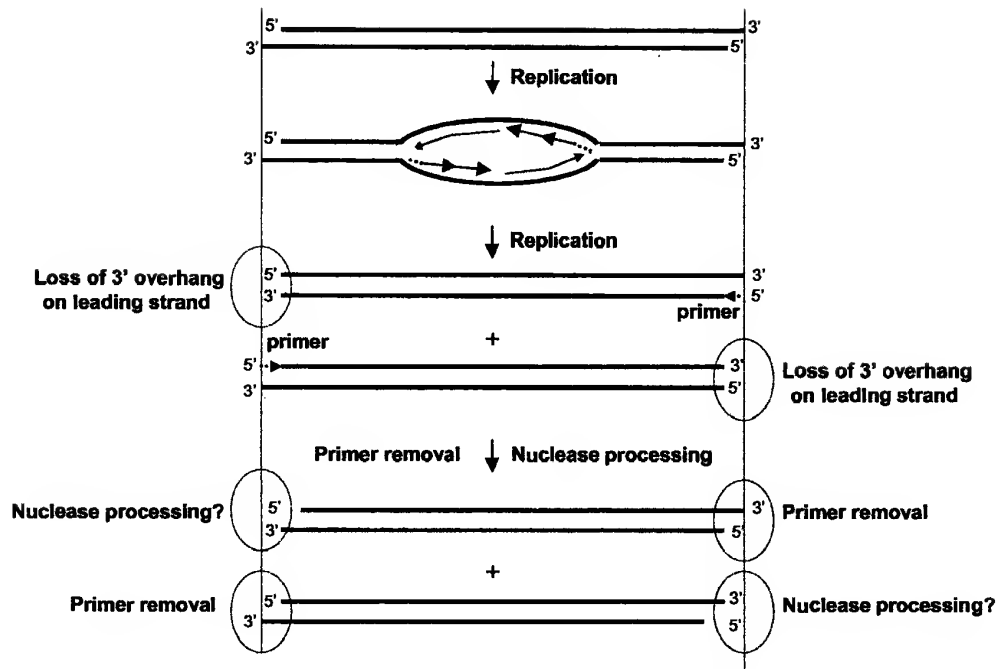 5' 3'
3' 5'
Replication
5' 3'
3' 5'
Replication
Loss of 3' overhang
on leading strand
5' 3'
3' 5'
primer
+
primer
5' 3'
3' 5'
Loss of 3' overhang
on leading strand
Primer removal Nuclease processing
Nuclease processing?
5' 3'
3' 5'
Primer removal
+
Primer removal
5' 3'
3' 5'
Nuclease processing?